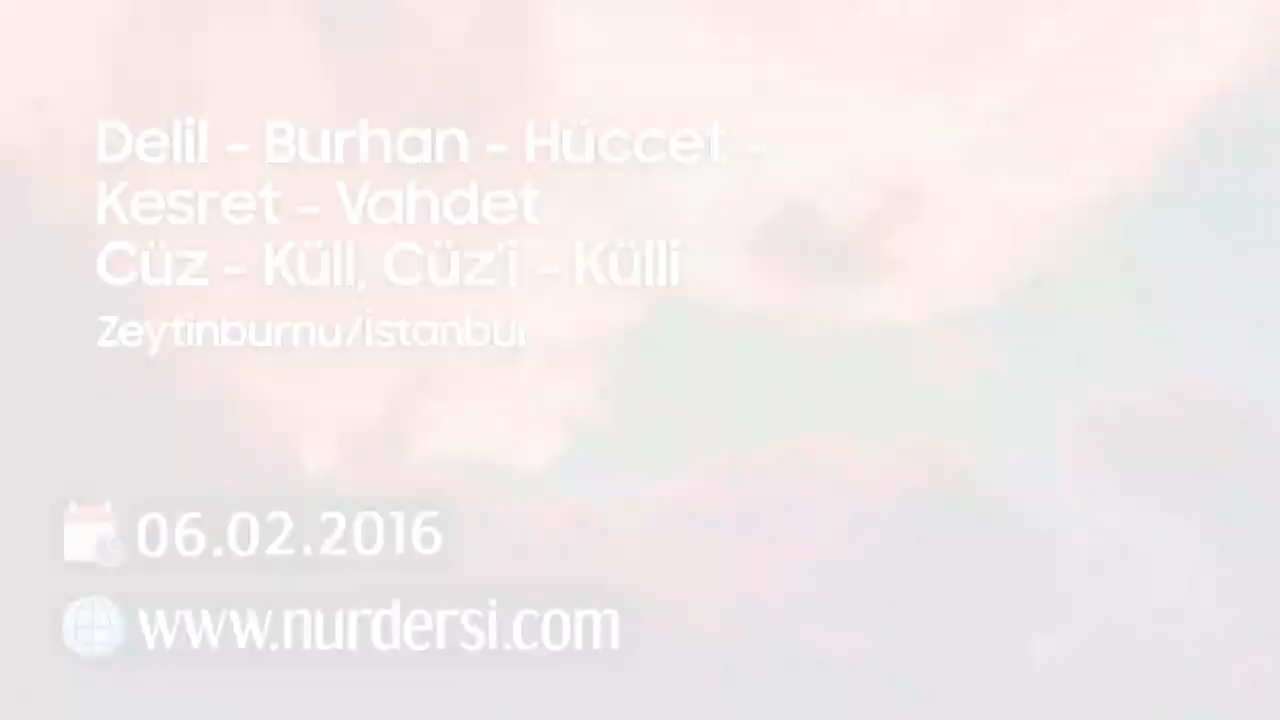 Delil - Burhan - Hüccet -
Kesret - Vahdet
Cüz - Küll, Cüz'i - Külli
Zeytinburnu/İstanbul
06.02.2016
www.nurdersi.com